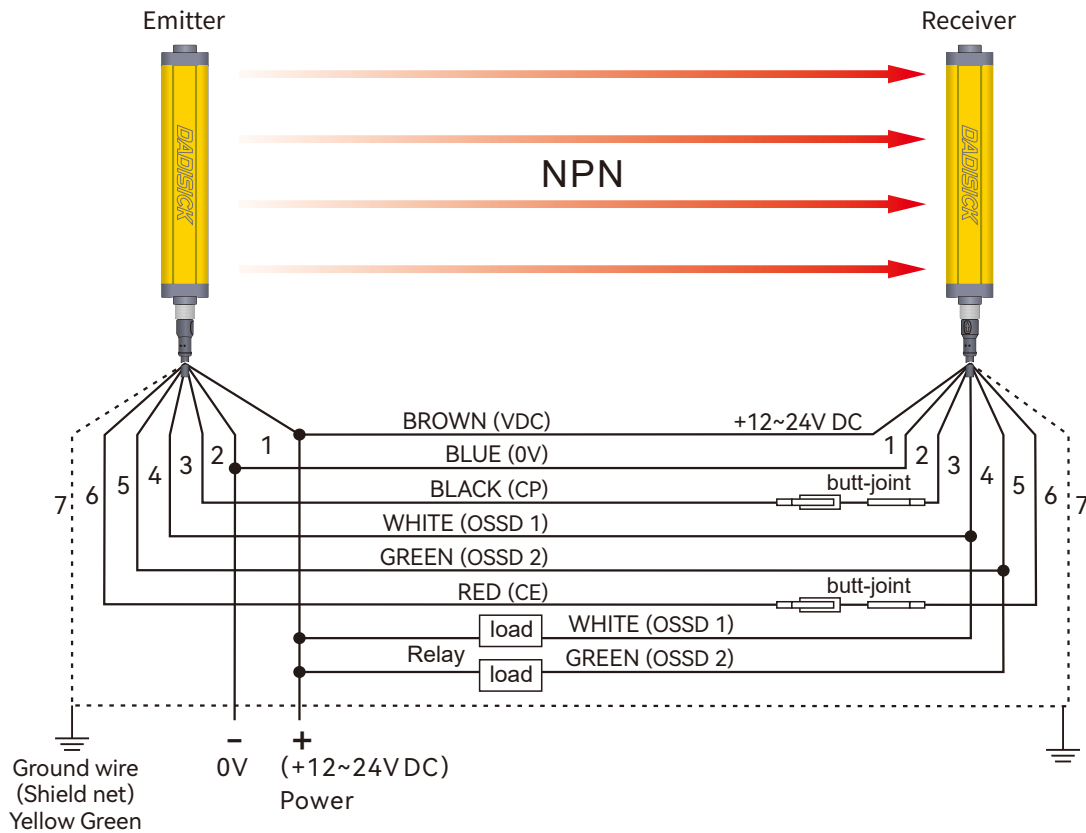 Emitter
Receiver
DADISICK
DADISICK
NPN
BROWN (VDC)
+12~24V DC
1
BLUE (0V)
1
2
BLACK (CP)
butt-joint
2
3
WHITE (OSSD 1)
3
4
GREEN (OSSD 2)
4
5
RED (CE)
butt-joint
5
6
6
7
7
load
WHITE (OSSD 1)
Relay
load
GREEN (OSSD 2)
−
+
0V
(+12~24V DC)
Power
Ground wire
(Shield net)
Yellow Green